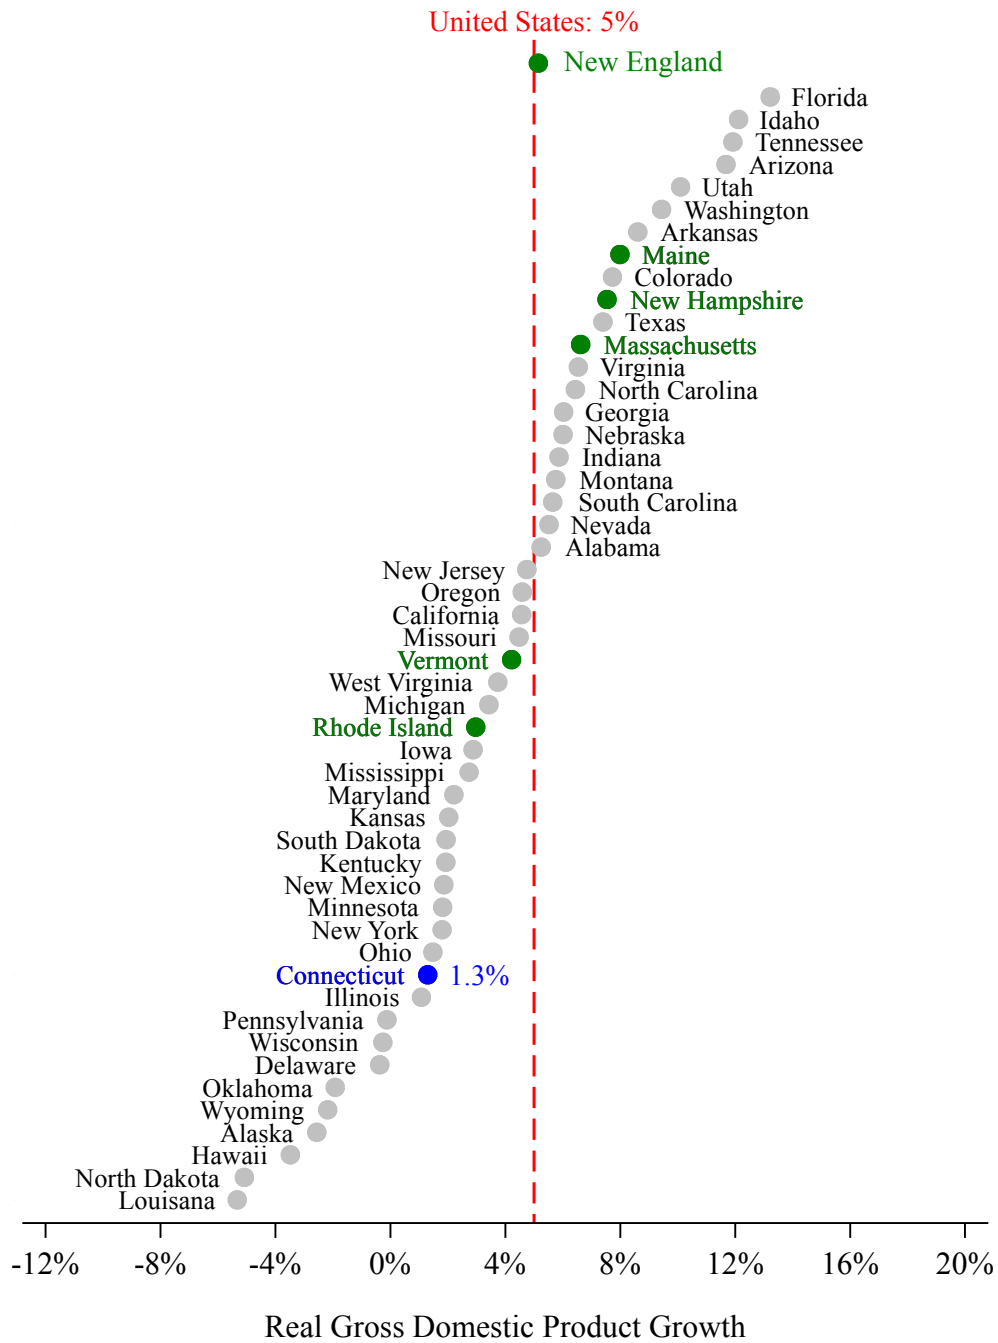 United States: 5%
New England
Florida
Idaho
Tennessee
Arizona
Utah
Washington
Arkansas
Maine
Colorado
New Hampshire
Texas
Massachusetts
Virginia
North Carolina
Georgia
Nebraska
Indiana
Montana
South Carolina
Nevada
Alabama
New Jersey
Oregon
California
Missouri
Vermont
West Virginia
Michigan
Rhode Island
Iowa
Mississippi
Maryland
Kansas
South Dakota
Kentucky
New Mexico
Minnesota
New York
Ohio
Connecticut 1.3%
Illinois
Pennsylvania
Wisconsin
Delaware
Oklahoma
Wyoming
Alaska
Hawaii
North Dakota
Louisana
-12% -8% -4% 0% 4% 8% 12% 16% 20%
Real Gross Domestic Product Growth